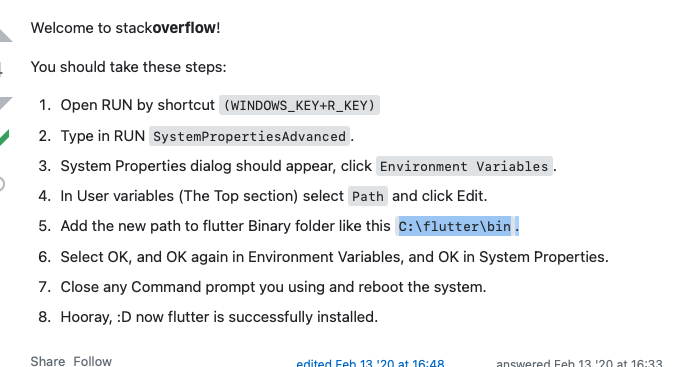 Welcome to stackoverflow!
You should take these steps:
1. Open RUN by shortcut (WINDOWS_KEY+R_KEY)
2. Type in RUN SystemPropertiesAdvanced.
3. System Properties dialog should appear, click Environment Variables.
4. In User variables (The Top section) select Path and click Edit.
5. Add the new path to flutter Binary folder like this C:\flutter\bin.
6. Select OK, and OK again in Environment Variables, and OK in System Properties.
7. Close any Command prompt you using and reboot the system.
8. Hooray, :D now flutter is successfully installed.
Share Follow edited Feb 13 '20 at 16:48 answered Feb 13 '20 at 16:33